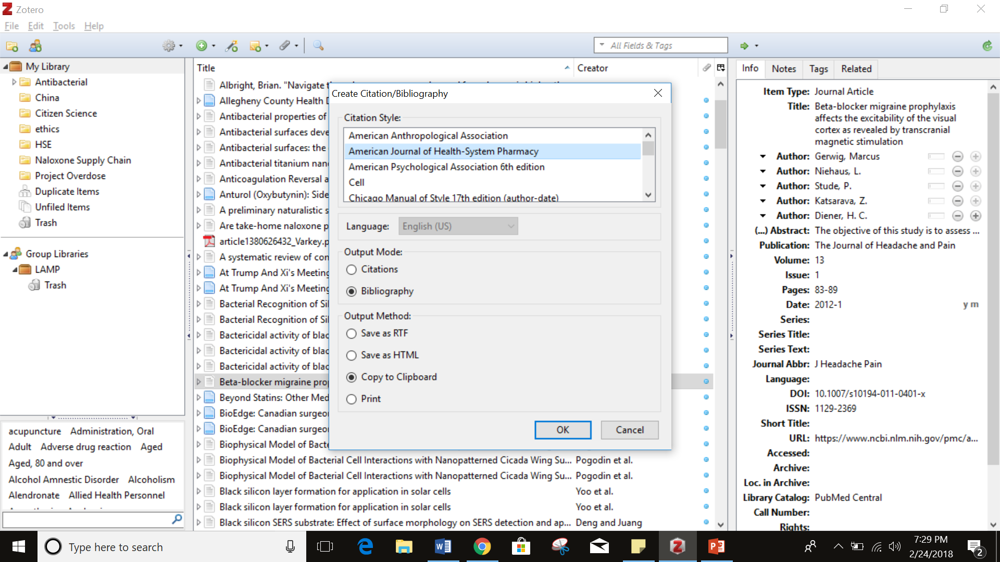 Zotero
File Edit Tools Help
All Fields & Tags
My Library
Antibacterial
China
Citizen Science
ethics
HSE
Naloxone Supply Chain
Project Overdose
Duplicate Items
Unfiled Items
Trash
Group Libraries
LAMP
Trash
acupuncture Administration, Oral
Adult Adverse drug reaction Aged
Aged, 80 and over
Alcohol Amnestic Disorder Alcoholism
Alendronate Allied Health Personnel
Title Creator
Albright, Brian. "Navigate
Allegheny County Health
Antibacterial properties of
Antibacterial surfaces deve
Antibacterial surfaces: the
Antibacterial titanium nan
Anticoagulation Reversal a
Anturol (Oxybutynin): Side
A preliminary naturalistic s
Are take-home naloxone p
article1380626432_Varkey.p
A systematic review of con
At Trump And Xi's Meeting
At Trump And Xi's Meeting
Bacterial Recognition of Sil
Bacterial Recognition of Sil
Bactericidal activity of blac
Bactericidal activity of blac
Bactericidal activity of blac
Beta-blocker migraine prop
Beyond Statins: Other Med
BioEdge: Canadian surgeo
BioEdge: Canadian surgeo
Biophysical Model of Bacte
Biophysical Model of Bacterial Cell Interactions with Nanopatterned Cicada Wing Su... Pogodin et al.
Biophysical Model of Bacterial Cell Interactions with Nanopatterned Cicada Wing Su... Pogodin et al.
Black silicon layer formation for application in solar cells Yoo et al.
Black silicon layer formation for application in solar cells Yoo et al.
Black silicon SERS substrate: Effect of surface morphology on SERS detection and ap... Deng and Juang
Create Citation/Bibliography
Citation Style:
American Anthropological Association
American Journal of Health-System Pharmacy
American Psychological Association 6th edition
Cell
Chicago Manual of Style 17th edition (author-date)
Language: English (US)
Output Mode:
Citations
Bibliography
Output Method:
Save as RTF
Save as HTML
Copy to Clipboard
Print
OK Cancel
Info Notes Tags Related
Item Type: Journal Article
Title: Beta-blocker migraine prophylaxis
affects the excitability of the visual
cortex as revealed by transcranial
magnetic stimulation
Author: Gerwig, Marcus
Author: Niehaus, L.
Author: Stude, P.
Author: Katsarava, Z.
Author: Diener, H. C.
(...) Abstract: The objective of this study is to assess ...
Publication: The Journal of Headache and Pain
Volume: 13
Issue: 1
Pages: 83-89
Date: 2012-1 y m
Series:
Series Title:
Series Text:
Journal Abbr: J Headache Pain
Language:
DOI: 10.1007/s10194-011-0401-x
ISSN: 1129-2369
Short Title:
URL: https://www.ncbi.nlm.nih.gov/pmc/a...
Accessed:
Archive:
Loc. in Archive:
Library Catalog: PubMed Central
Call Number:
Rights:
Type here to search
7:29 PM
2/24/2018
2